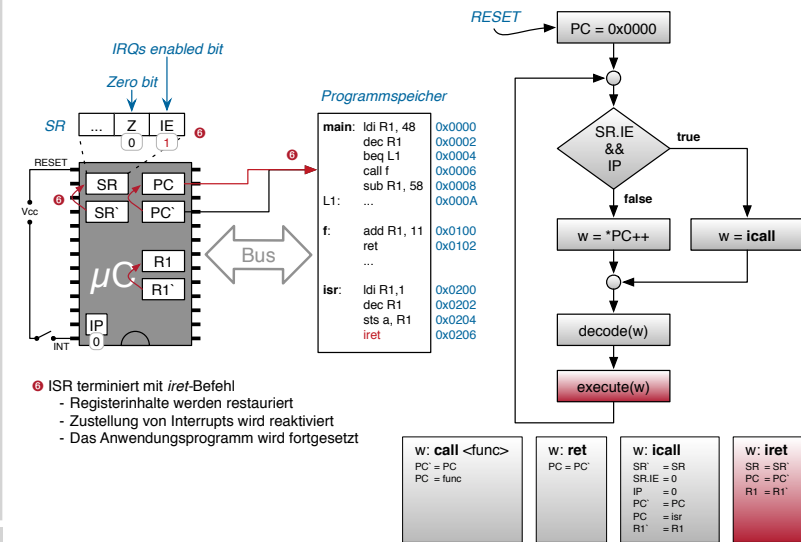 RESET
PC = 0x0000
IRQs enabled bit
Zero bit
SR
... Z IE
0 1
❻
RESET
Vcc
INT
SR PC
SR` PC`
❻
µC
R1
R1`
IP
0
Bus
❻
Programmspeicher
main: ldi R1, 48 0x0000
dec R1 0x0002
beq L1 0x0004
call f 0x0006
sub R1, 58 0x0008
L1: ... 0x000A
f: add R1, 11 0x0100
ret 0x0102
...
isr: ldi R1,1 0x0200
dec R1 0x0202
sts a, R1 0x0204
iret 0x0206
SR.IE
&&
IP
true
false
w = *PC++
w = icall
decode(w)
execute(w)
❻ ISR terminiert mit iret-Befehl
- Registerinhalte werden restauriert
- Zustellung von Interrupts wird reaktiviert
- Das Anwendungsprogramm wird fortgesetzt
w: call <func>
PC` = PC
PC = func
w: ret
PC = PC`
w: icall
SR` = SR
SR.IE = 0
IP = 0
PC` = PC
PC = isr
R1` = R1
w: iret
SR = SR`
PC = PC`
R1 = R1`